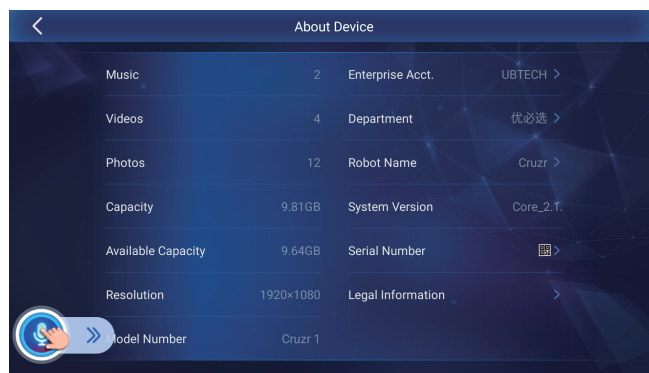 About Device
Music 2
Videos 4
Photos 12
Capacity 9.81GB
Available Capacity 9.64GB
Resolution 1920×1080
Model Number Cruzr 1
Enterprise Acct. UBTECH
Department 优必选
Robot Name Cruzr
System Version Core_2.1.
Serial Number
Legal Information